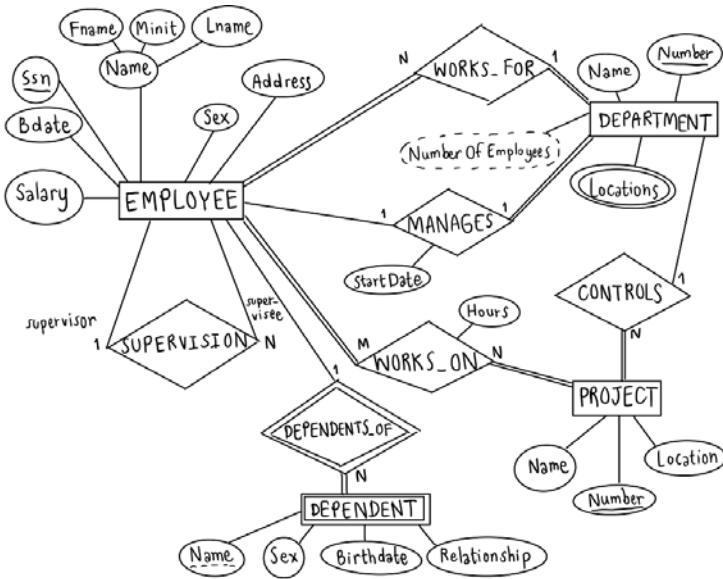 Fname
Minit
Lname
Name
Ssn
Bdate
Salary
Sex
Address
EMPLOYEE
N
WORKS_FOR
1
Name
Number
DEPARTMENT
Number Of Employees
Locations
1
MANAGES
1
StartDate
supervisor
super-
visee
1
SUPERVISION
N
M
WORKS_ON
N
Hours
CONTROLS
1
N
PROJECT
Name
Number
Location
1
DEPENDENTS_OF
N
DEPENDENT
Name
Sex
Birthdate
Relationship